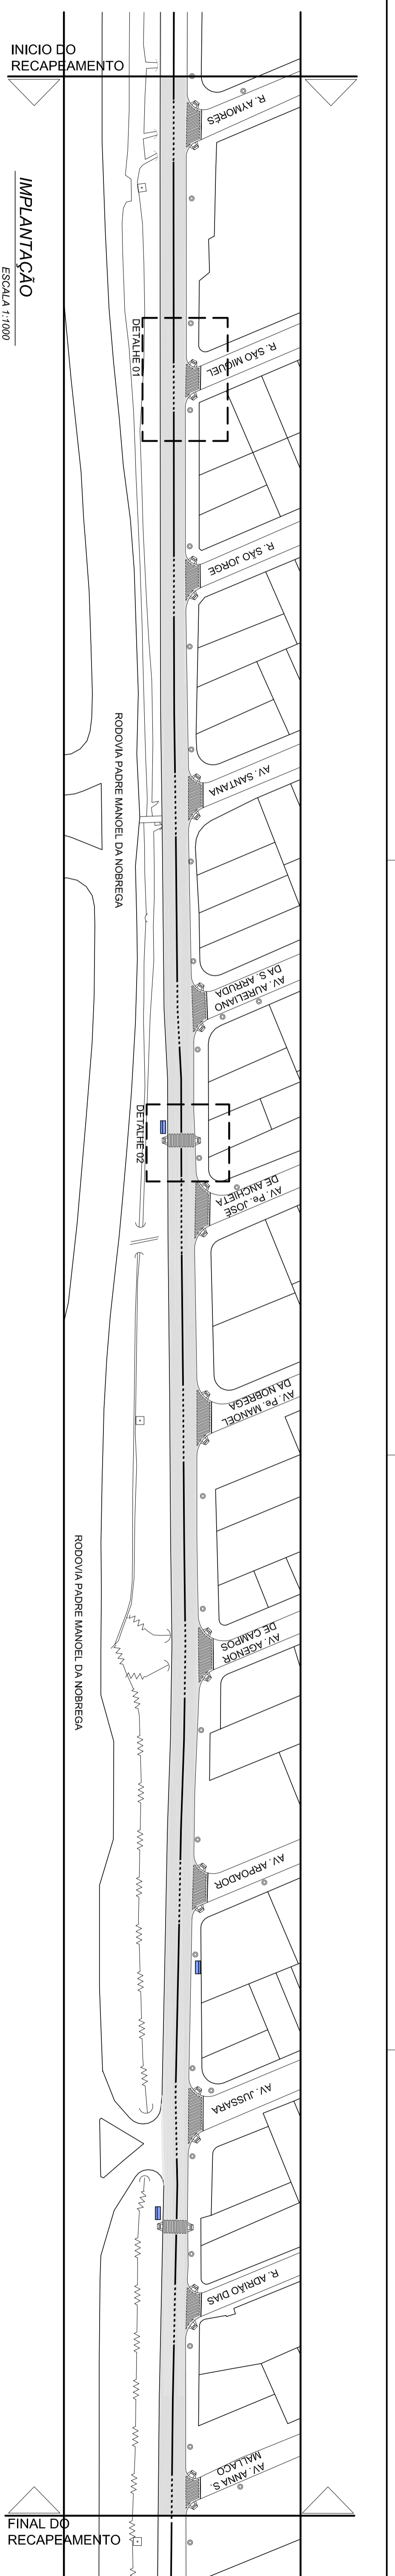 INICIO DO
RECAPEAMENTO
R. AYMORÉS
IMPLANTAÇÃO
ESCALA 1:1000
DETALHE 01
R. SÃO MIGUEL
R. SÃO JORGE
RODOVIA PADRE MANOEL DA NOBREGA
AV. SANTANA
AV. AURELIANO
DA S. ARRUDA
DETALHE 02
AV. Pe. JOSÉ
DE ANCHIETA
AV. Pe. MANOEL
DA NOBREGA
RODOVIA PADRE MANOEL DA NOBREGA
AV. AGENOR
DE CAMPOS
AV. ARPOADOR
AV. JUSSARA
R. ADRIÃO DIAS
AV. ANNA S.
MALLACO
FINAL DO
RECAPEAMENTO